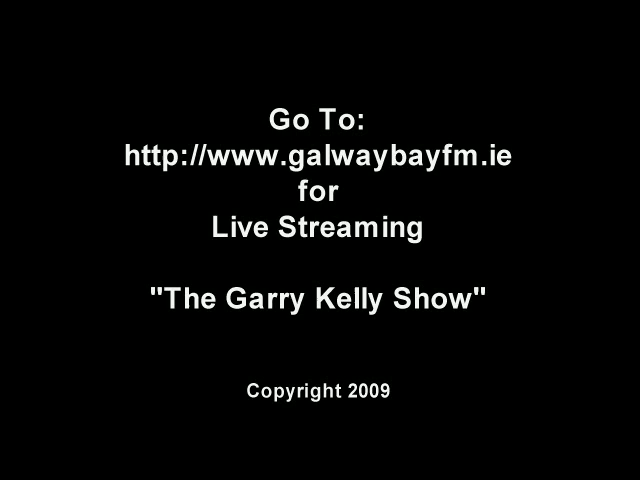 Go To:
http://www.galwaybayfm.ie
for
Live Streaming
"The Garry Kelly Show"
Copyright 2009